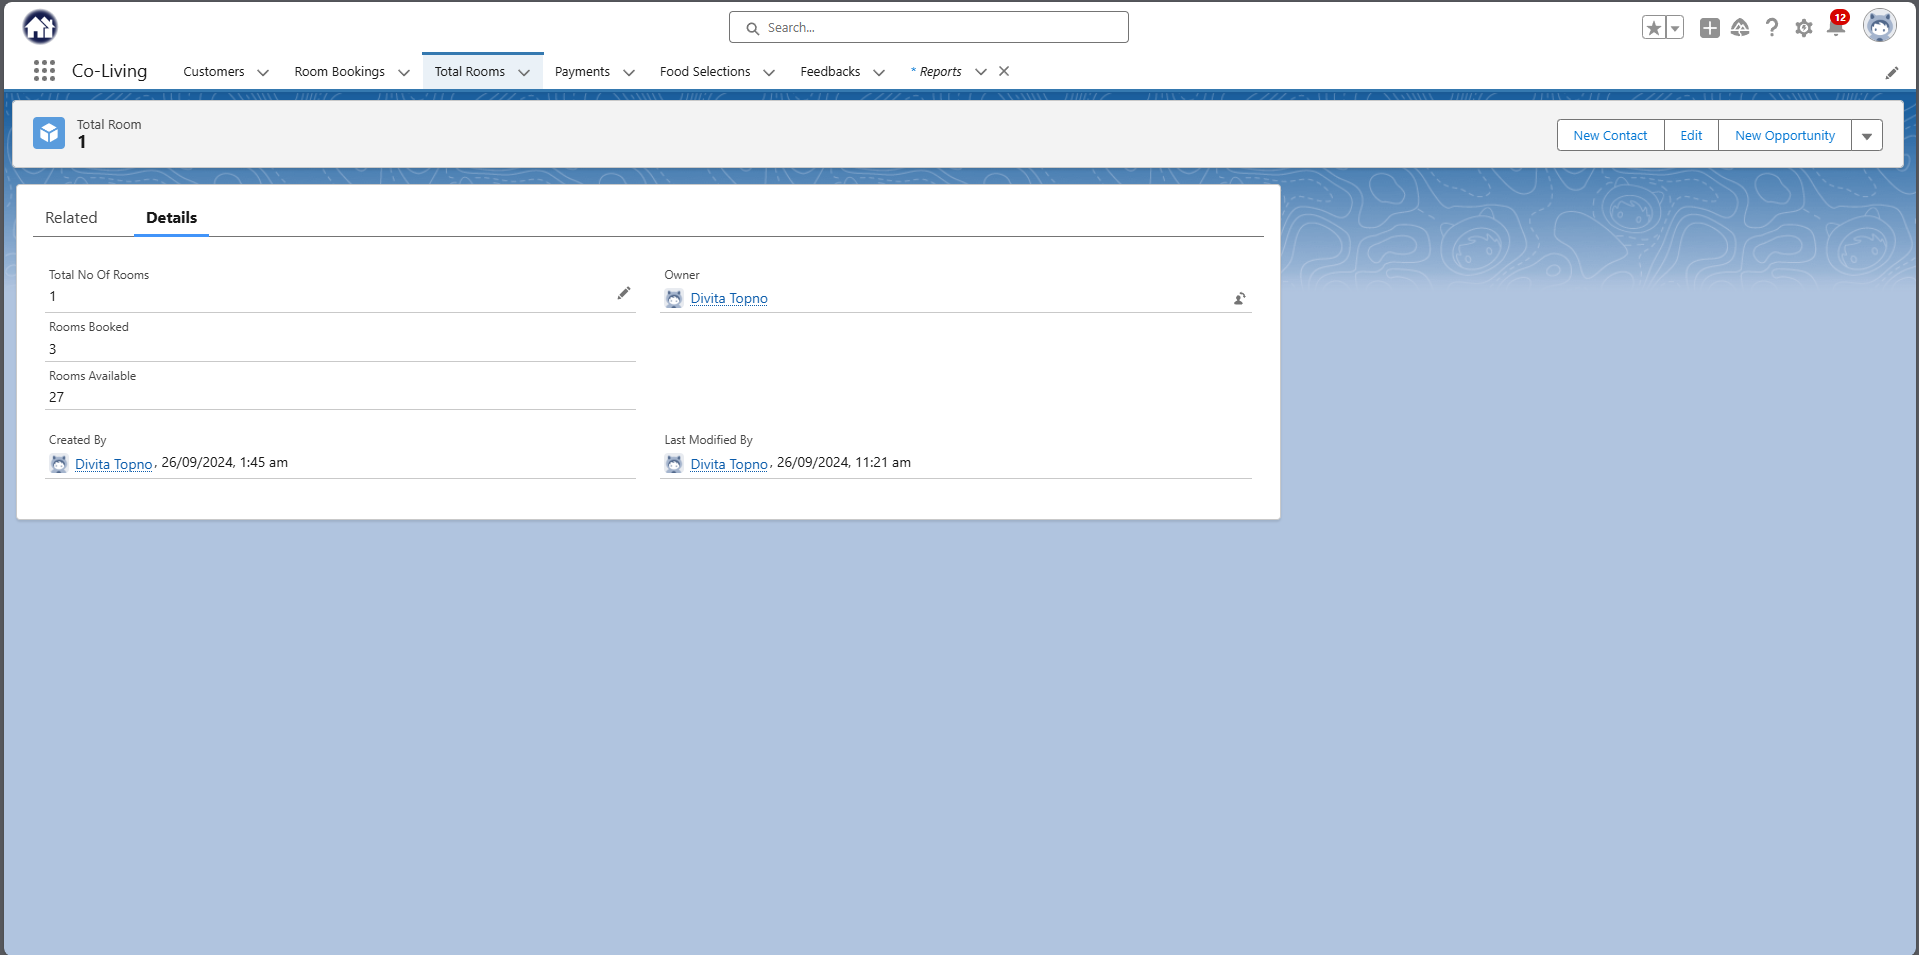 Search...
12
Co-Living
Customers
Room Bookings
Total Rooms
Payments
Food Selections
Feedbacks
* Reports
Total Room
1
New Contact
Edit
New Opportunity
Related
Details
Total No Of Rooms
1
Owner
Divita Topno
Rooms Booked
3
Rooms Available
27
Created By
Divita Topno, 26/09/2024, 1:45 am
Last Modified By
Divita Topno, 26/09/2024, 11:21 am